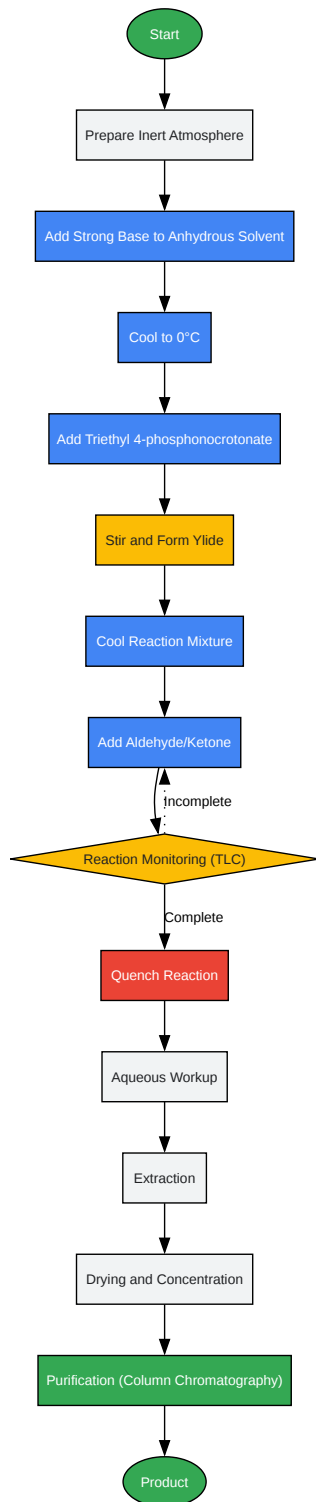 Start
Prepare Inert Atmosphere
Add Strong Base to Anhydrous Solvent
Cool to 0°C
Add Triethyl 4-phosphonocrotonate
Stir and Form Ylide
Cool Reaction Mixture
Add Aldehyde/Ketone
Incomplete
Reaction Monitoring (TLC)
Complete
Quench Reaction
Aqueous Workup
Extraction
Drying and Concentration
Purification (Column Chromatography)
Product